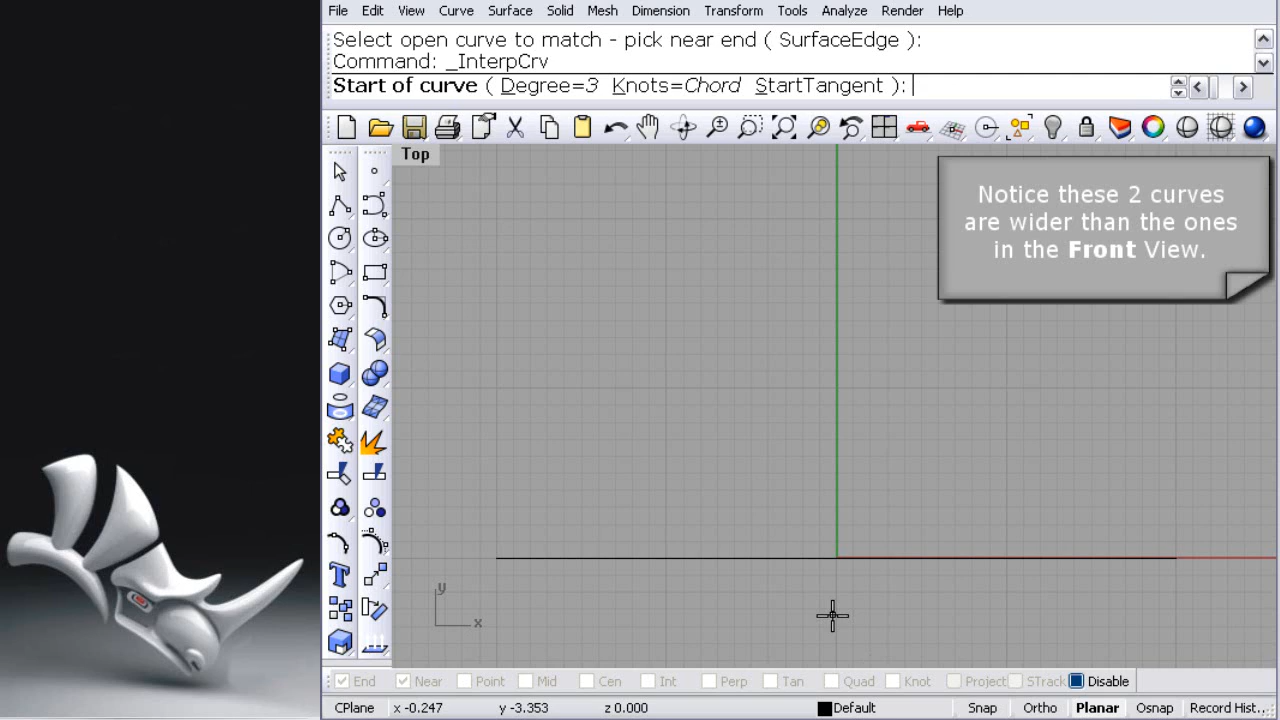 File Edit View Curve Surface Solid Mesh Dimension Transform Tools Analyze Render Help
Select open curve to match - pick near end ( SurfaceEdge ):
Command: _InterpCrv
Start of curve ( Degree=3 Knots=Chord StartTangent ):
Top
Notice these 2 curves
are wider than the ones
in the Front View.
y
x
End Near Point Mid Cen Int Perp Tan Quad Knot Project STrack Disable
CPlane x -0.247 y -3.353 z 0.000 Default Snap Ortho Planar Osnap Record Hist...